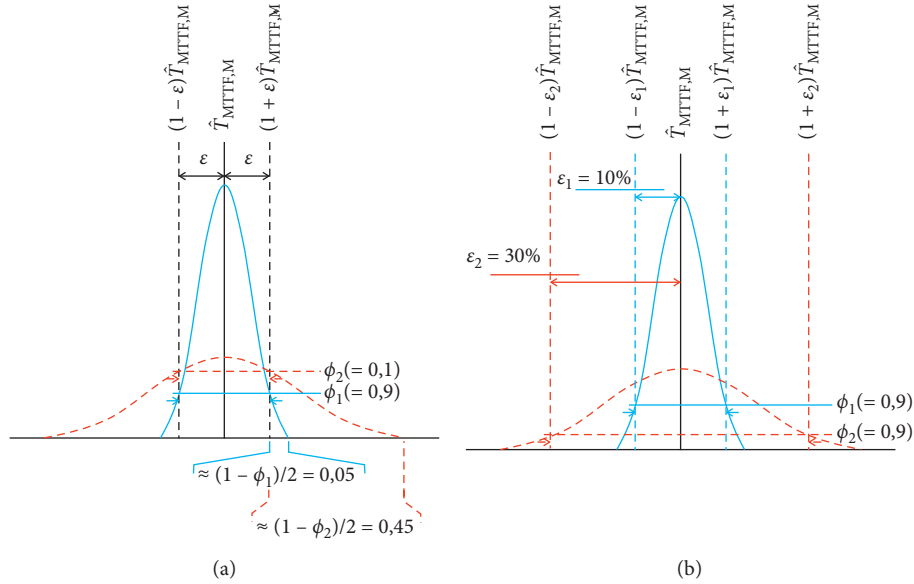 (1 − ε)T̂MTTF,M
T̂MTTF,M
(1 + ε)T̂MTTF,M
ε
ε
ϕ2(= 0,1)
ϕ1(= 0,9)
≈ (1 − ϕ1)/2 = 0,05
≈ (1 − ϕ2)/2 = 0,45
(a)
(1 − ε2)T̂MTTF,M
(1 − ε1)T̂MTTF,M
T̂MTTF,M
(1 + ε1)T̂MTTF,M
(1 + ε2)T̂MTTF,M
ε1 = 10%
ε2 = 30%
ϕ1(= 0,9)
ϕ2(= 0,9)
(b)